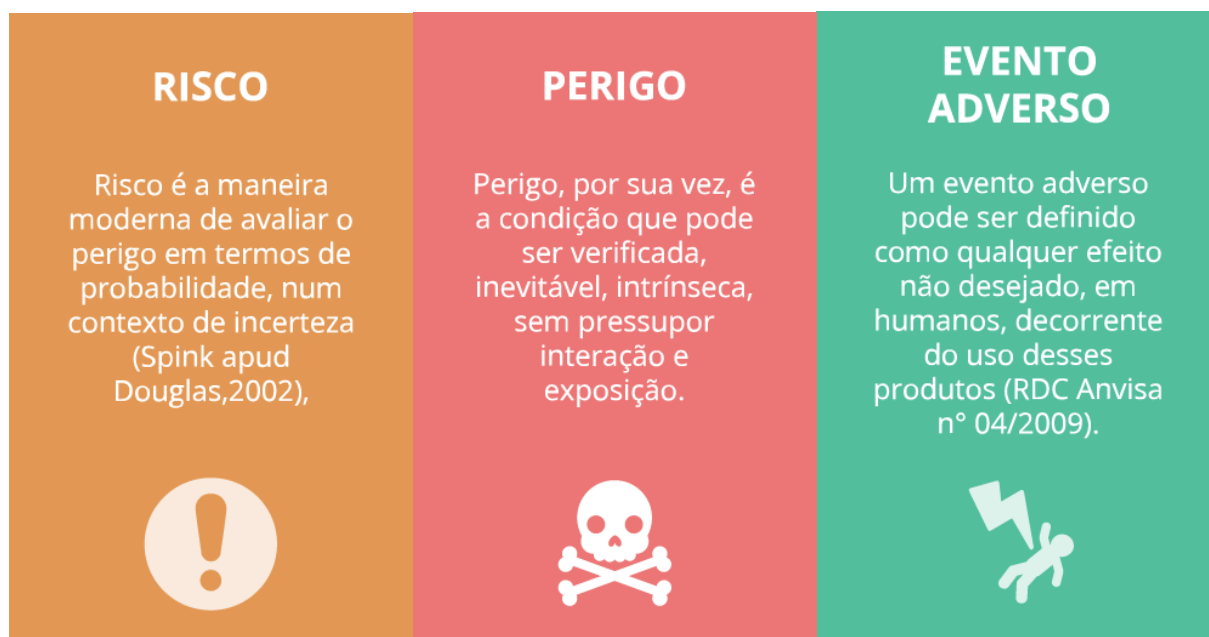 RISCO
Risco é a maneira
moderna de avaliar o
perigo em termos de
probabilidade, num
contexto de incerteza
(Spink apud
Douglas,2002),
PERIGO
Perigo, por sua vez, é
a condição que pode
ser verificada,
inevitável, intrínseca,
sem pressupor
interação e
exposição.
EVENTO
ADVERSO
Um evento adverso
pode ser definido
como qualquer efeito
não desejado, em
humanos, decorrente
do uso desses
produtos (RDC Anvisa
n° 04/2009).